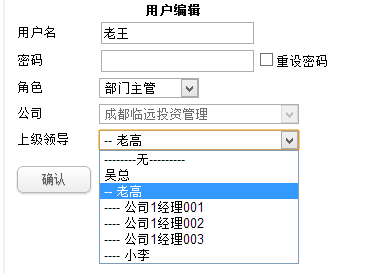 用户编辑
用户名 老王
密码 重设密码
角色 部门主管
公司 成都临远投资管理
上级领导 -- 老高
--------无---------
吴总
-- 老高
---- 公司1经理001
---- 公司1经理002
---- 公司1经理003
---- 小李
确认